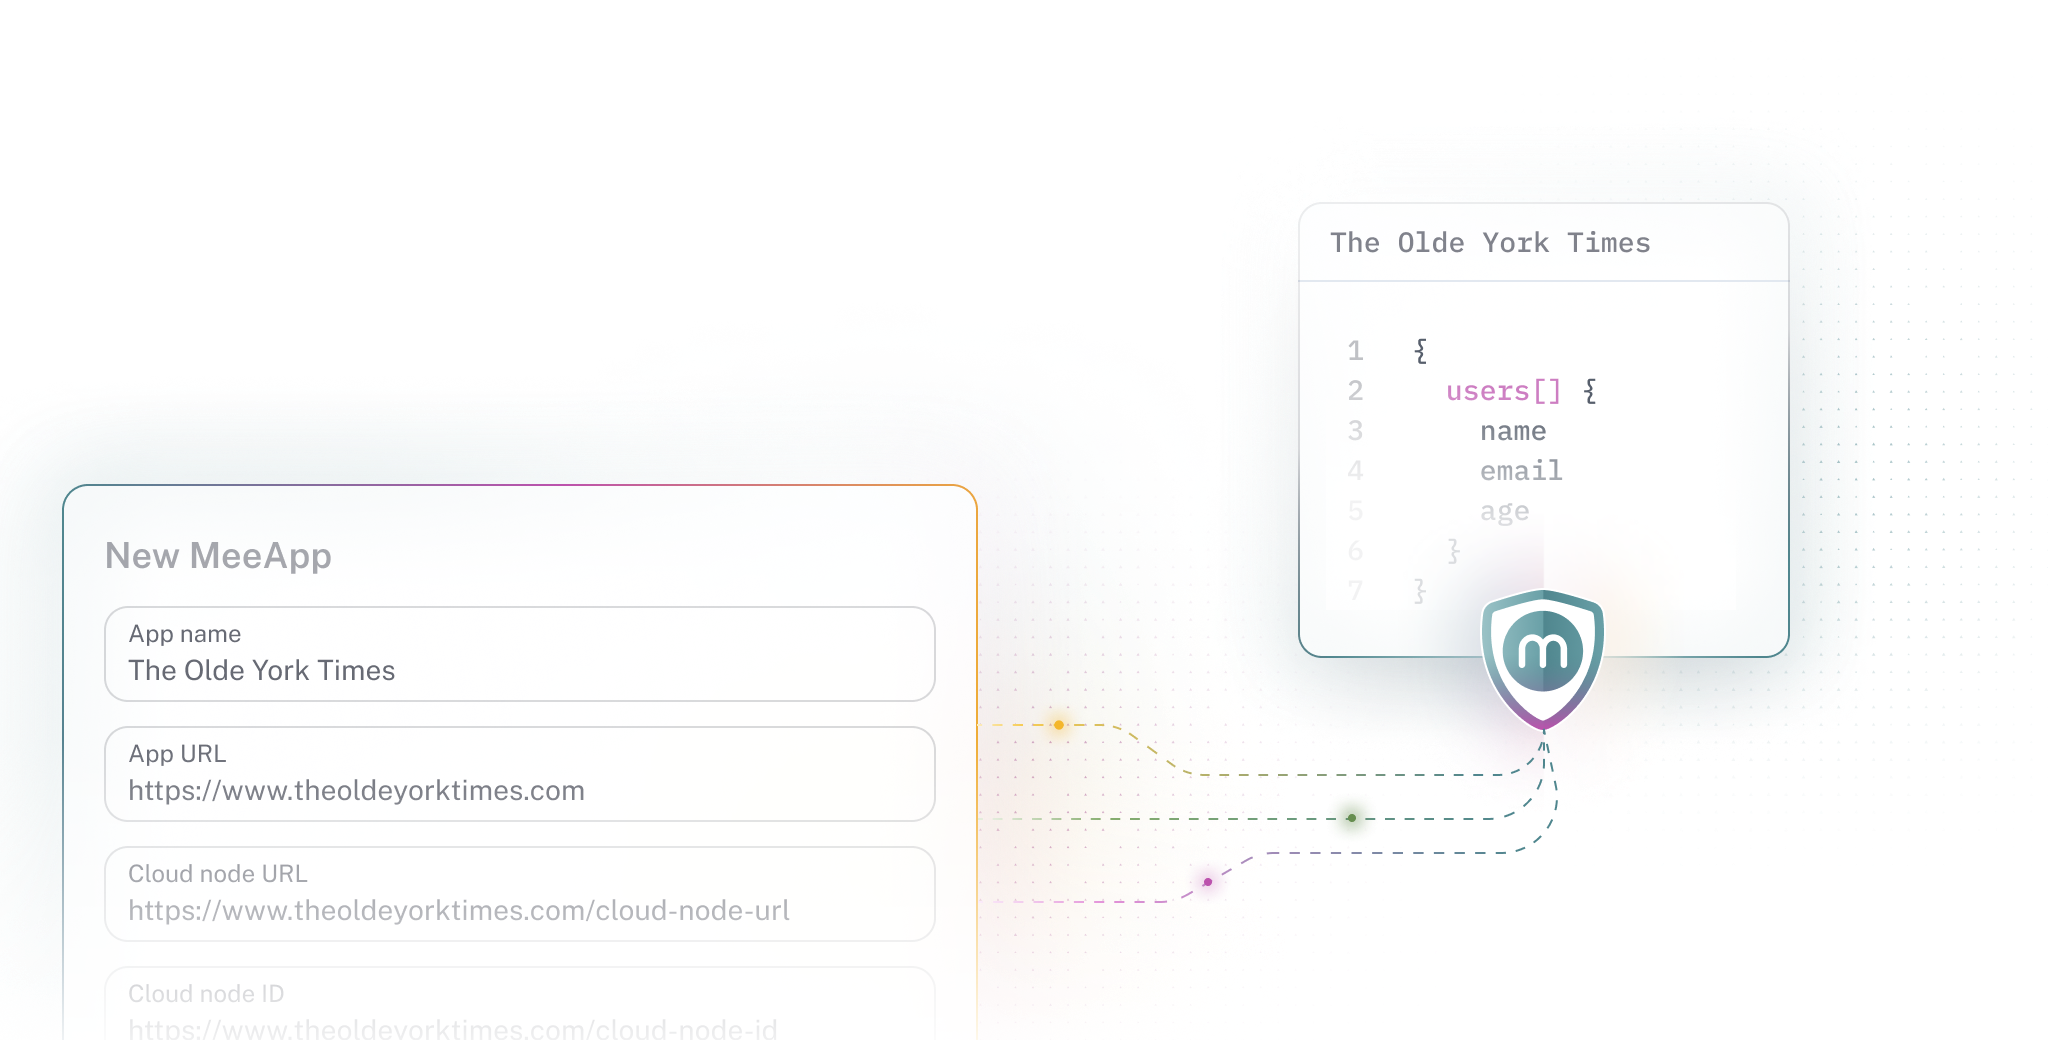 The Olde York Times
1 {
2 users[] {
3 name
4 email
5 age
6 }
7 }
m
New MeeApp
App name
The Olde York Times
App URL
https://www.theoldeyorktimes.com
Cloud node URL
https://www.theoldeyorktimes.com/cloud-node-url
Cloud node ID
https://www.theoldeyorktimes.com/cloud-node-id